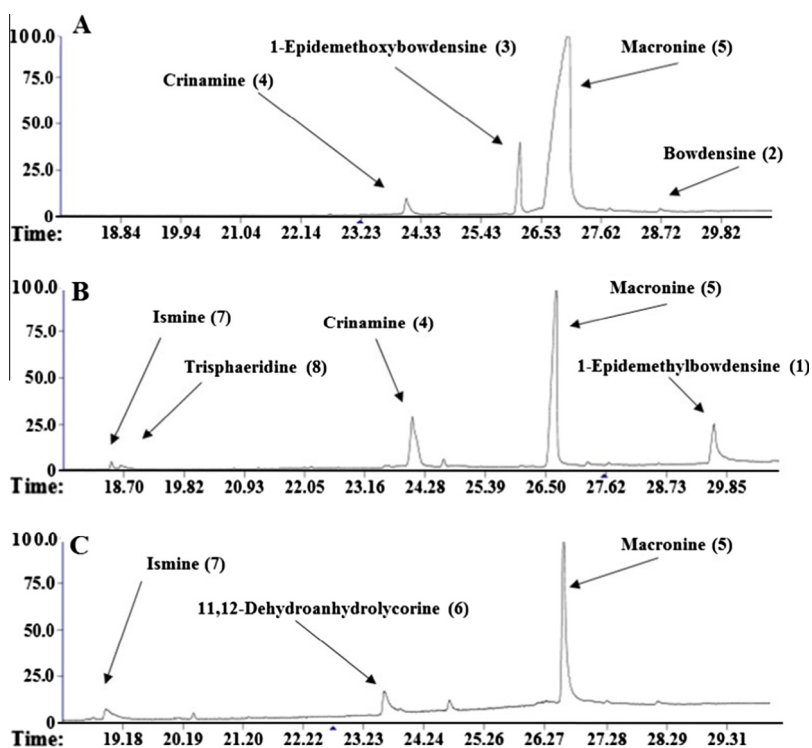 A
100.0
75.0
50.0
25.0
0
1-Epidemethoxybowdensine (3)
Macronine (5)
Crinamine (4)
Bowdensine (2)
Time: 18.84 19.94 21.04 22.14 23.23 24.33 25.43 26.53 27.62 28.72 29.82
B
100.0
75.0
50.0
25.0
0
Macronine (5)
Ismine (7)
Crinamine (4)
Trisphaeridine (8)
1-Epidemethylbowdensine (1)
Time: 18.70 19.82 20.93 22.05 23.16 24.28 25.39 26.50 27.62 28.73 29.85
C
100.0
75.0
50.0
25.0
0
Macronine (5)
Ismine (7)
11,12-Dehydroanhydrolycorine (6)
Time: 19.18 20.19 21.20 22.22 23.23 24.24 25.26 26.27 27.28 28.29 29.31